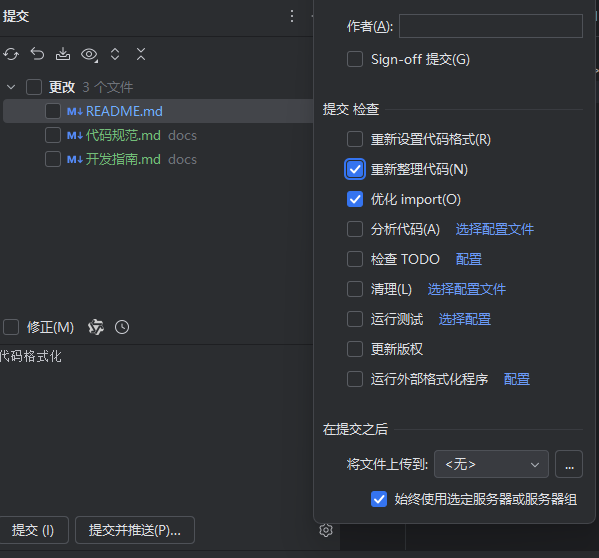 提交
更改 3 个文件
README.md
代码规范.md docs
开发指南.md docs
修正(M)
代码格式化
提交 (I)
提交并推送(P)...
作者(A):
Sign-off 提交(G)
提交 检查
重新设置代码格式(R)
重新整理代码(N)
优化 import(O)
分析代码(A) 选择配置文件
检查 TODO 配置
清理(L) 选择配置文件
运行测试 选择配置
更新版权
运行外部格式化程序 配置
在提交之后
将文件上传到: <无> ...
始终使用选定服务器或服务器组